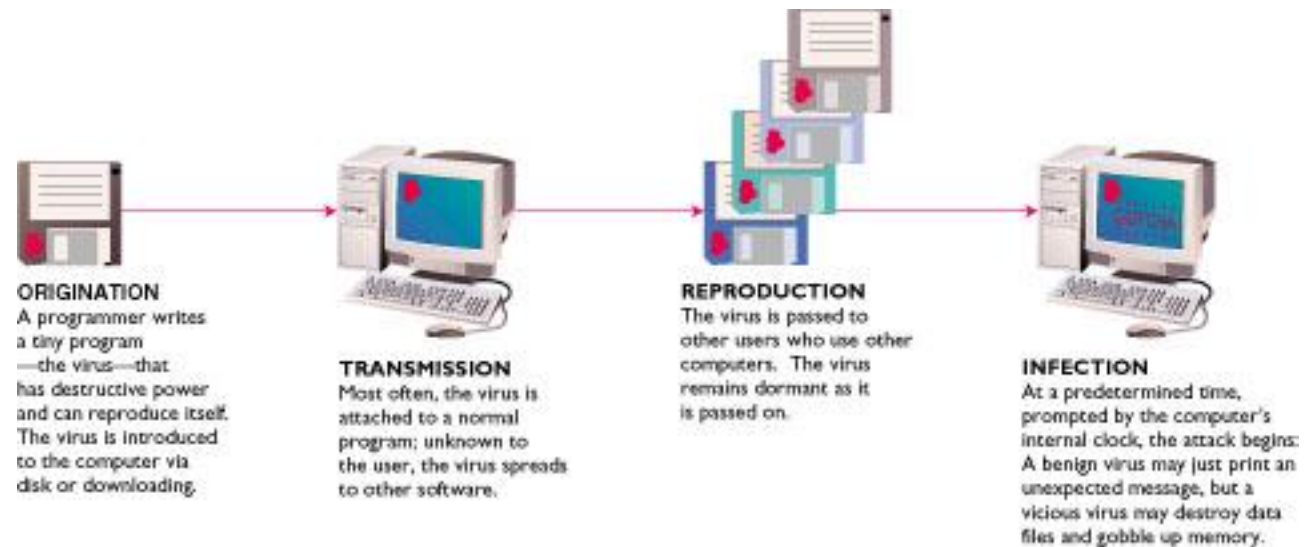 ORIGINATION
A programmer writes
a tiny program
—the virus—that
has destructive power
and can reproduce itself.
The virus is introduced
to the computer via
disk or downloading.
TRANSMISSION
Most often, the virus is
attached to a normal
program; unknown to
the user, the virus spreads
to other software.
REPRODUCTION
The virus is passed to
other users who use other
computers. The virus
remains dormant as it
is passed on.
INFECTION
At a predetermined time,
prompted by the computer's
internal clock, the attack begins:
A benign virus may just print an
unexpected message, but a
vicious virus may destroy data
files and gobble up memory.